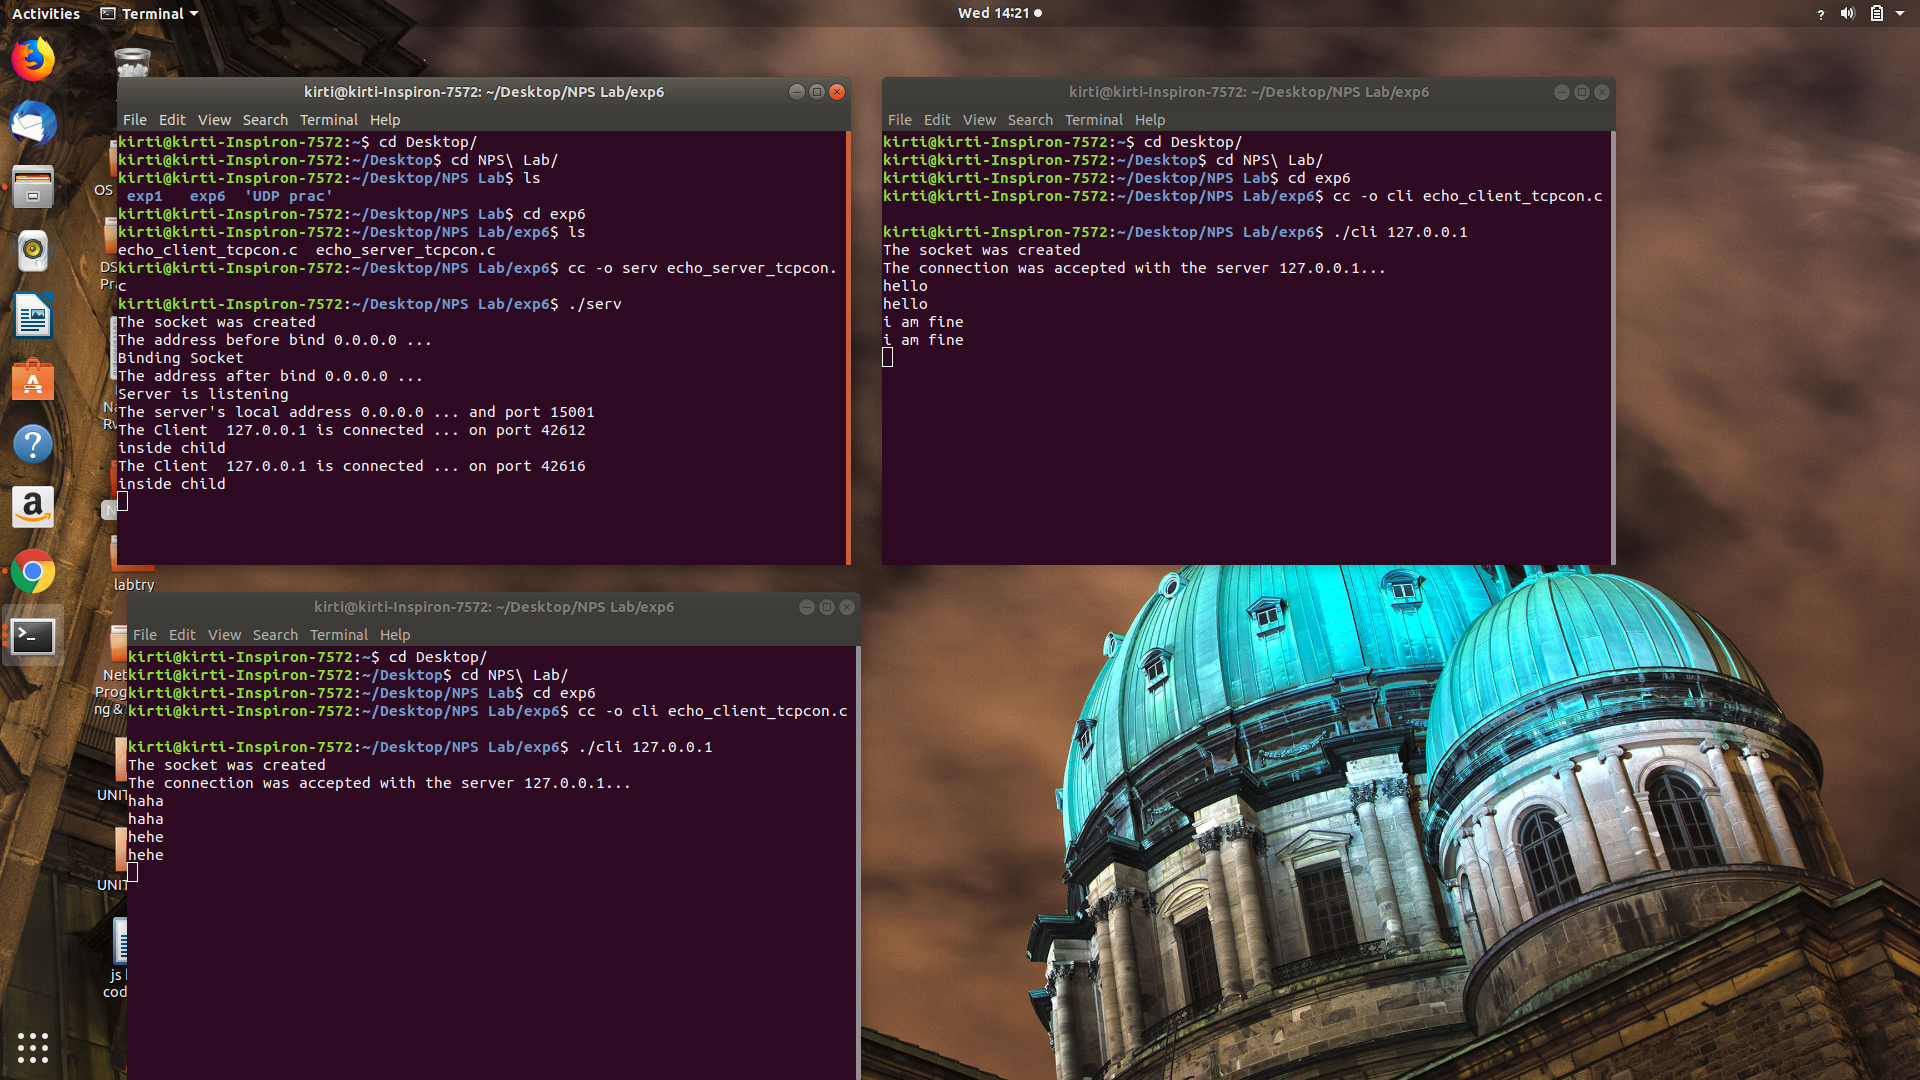 Activities Terminal Wed 14:21
kirti@kirti-Inspiron-7572: ~/Desktop/NPS Lab/exp6
File Edit View Search Terminal Help
kirti@kirti-Inspiron-7572:~$ cd Desktop/
kirti@kirti-Inspiron-7572:~/Desktop$ cd NPS\ Lab/
kirti@kirti-Inspiron-7572:~/Desktop/NPS Lab$ ls
exp1 exp6 'UDP prac'
kirti@kirti-Inspiron-7572:~/Desktop/NPS Lab$ cd exp6
kirti@kirti-Inspiron-7572:~/Desktop/NPS Lab/exp6$ ls
echo_client_tcpcon.c echo_server_tcpcon.c
kirti@kirti-Inspiron-7572:~/Desktop/NPS Lab/exp6$ cc -o serv echo_server_tcpcon.
c
kirti@kirti-Inspiron-7572:~/Desktop/NPS Lab/exp6$ ./serv
The socket was created
The address before bind 0.0.0.0 ...
Binding Socket
The address after bind 0.0.0.0 ...
Server is listening
The server's local address 0.0.0.0 ... and port 15001
The Client 127.0.0.1 is connected ... on port 42612
inside child
The Client 127.0.0.1 is connected ... on port 42616
inside child
kirti@kirti-Inspiron-7572: ~/Desktop/NPS Lab/exp6
File Edit View Search Terminal Help
kirti@kirti-Inspiron-7572:~$ cd Desktop/
kirti@kirti-Inspiron-7572:~/Desktop$ cd NPS\ Lab/
kirti@kirti-Inspiron-7572:~/Desktop/NPS Lab$ cd exp6
kirti@kirti-Inspiron-7572:~/Desktop/NPS Lab/exp6$ cc -o cli echo_client_tcpcon.c
kirti@kirti-Inspiron-7572:~/Desktop/NPS Lab/exp6$ ./cli 127.0.0.1
The socket was created
The connection was accepted with the server 127.0.0.1...
hello
hello
i am fine
i am fine
OS
DS
Pr
Na
Rv
N
labtry
kirti@kirti-Inspiron-7572: ~/Desktop/NPS Lab/exp6
File Edit View Search Terminal Help
kirti@kirti-Inspiron-7572:~$ cd Desktop/
kirti@kirti-Inspiron-7572:~/Desktop$ cd NPS\ Lab/
kirti@kirti-Inspiron-7572:~/Desktop/NPS Lab$ cd exp6
kirti@kirti-Inspiron-7572:~/Desktop/NPS Lab/exp6$ cc -o cli echo_client_tcpcon.c
kirti@kirti-Inspiron-7572:~/Desktop/NPS Lab/exp6$ ./cli 127.0.0.1
The socket was created
The connection was accepted with the server 127.0.0.1...
haha
haha
hehe
hehe
Net
Prog
ng &
UNIT
UNIT
js
cod